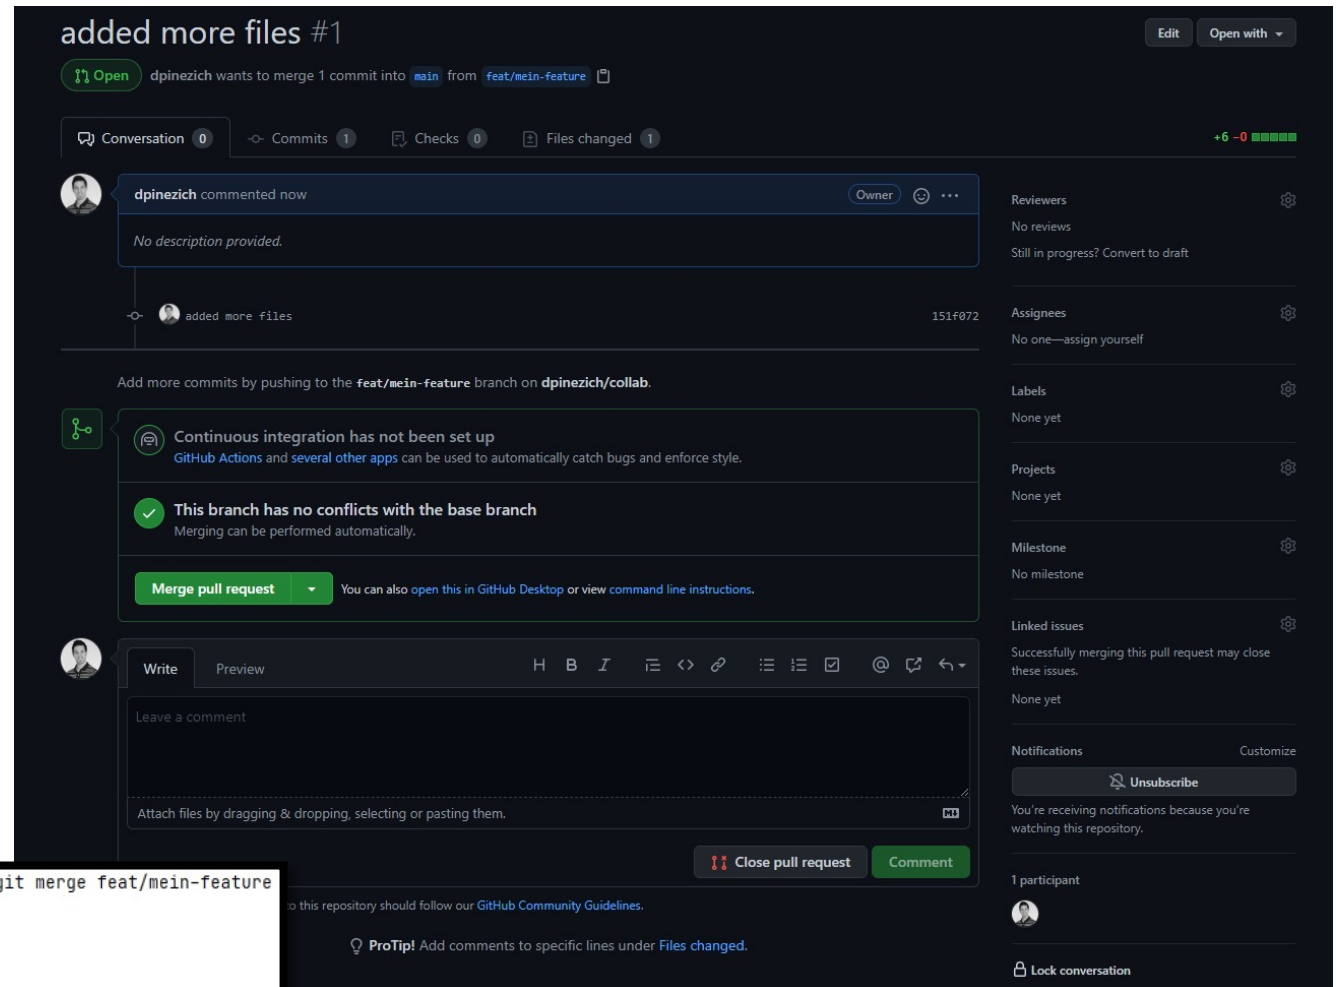 added more files #1
Edit
Open with
Open
dpinezich wants to merge 1 commit into main from feat/mein-feature
Conversation 0
Commits 1
Checks 0
Files changed 1
+6 −0
dpinezich commented now
Owner
No description provided.
added more files
151f072
Add more commits by pushing to the feat/mein-feature branch on dpinezich/collab.
Continuous integration has not been set up
GitHub Actions and several other apps can be used to automatically catch bugs and enforce style.
This branch has no conflicts with the base branch
Merging can be performed automatically.
Merge pull request
You can also open this in GitHub Desktop or view command line instructions.
Write
Preview
H B I
Leave a comment
Attach files by dragging & dropping, selecting or pasting them.
Close pull request
Comment
git merge feat/mein-feature
to this repository should follow our GitHub Community Guidelines.
ProTip! Add comments to specific lines under Files changed.
Reviewers
No reviews
Still in progress? Convert to draft
Assignees
No one—assign yourself
Labels
None yet
Projects
None yet
Milestone
No milestone
Linked issues
Successfully merging this pull request may close
these issues.
None yet
Notifications
Customize
Unsubscribe
You're receiving notifications because you're
watching this repository.
1 participant
Lock conversation